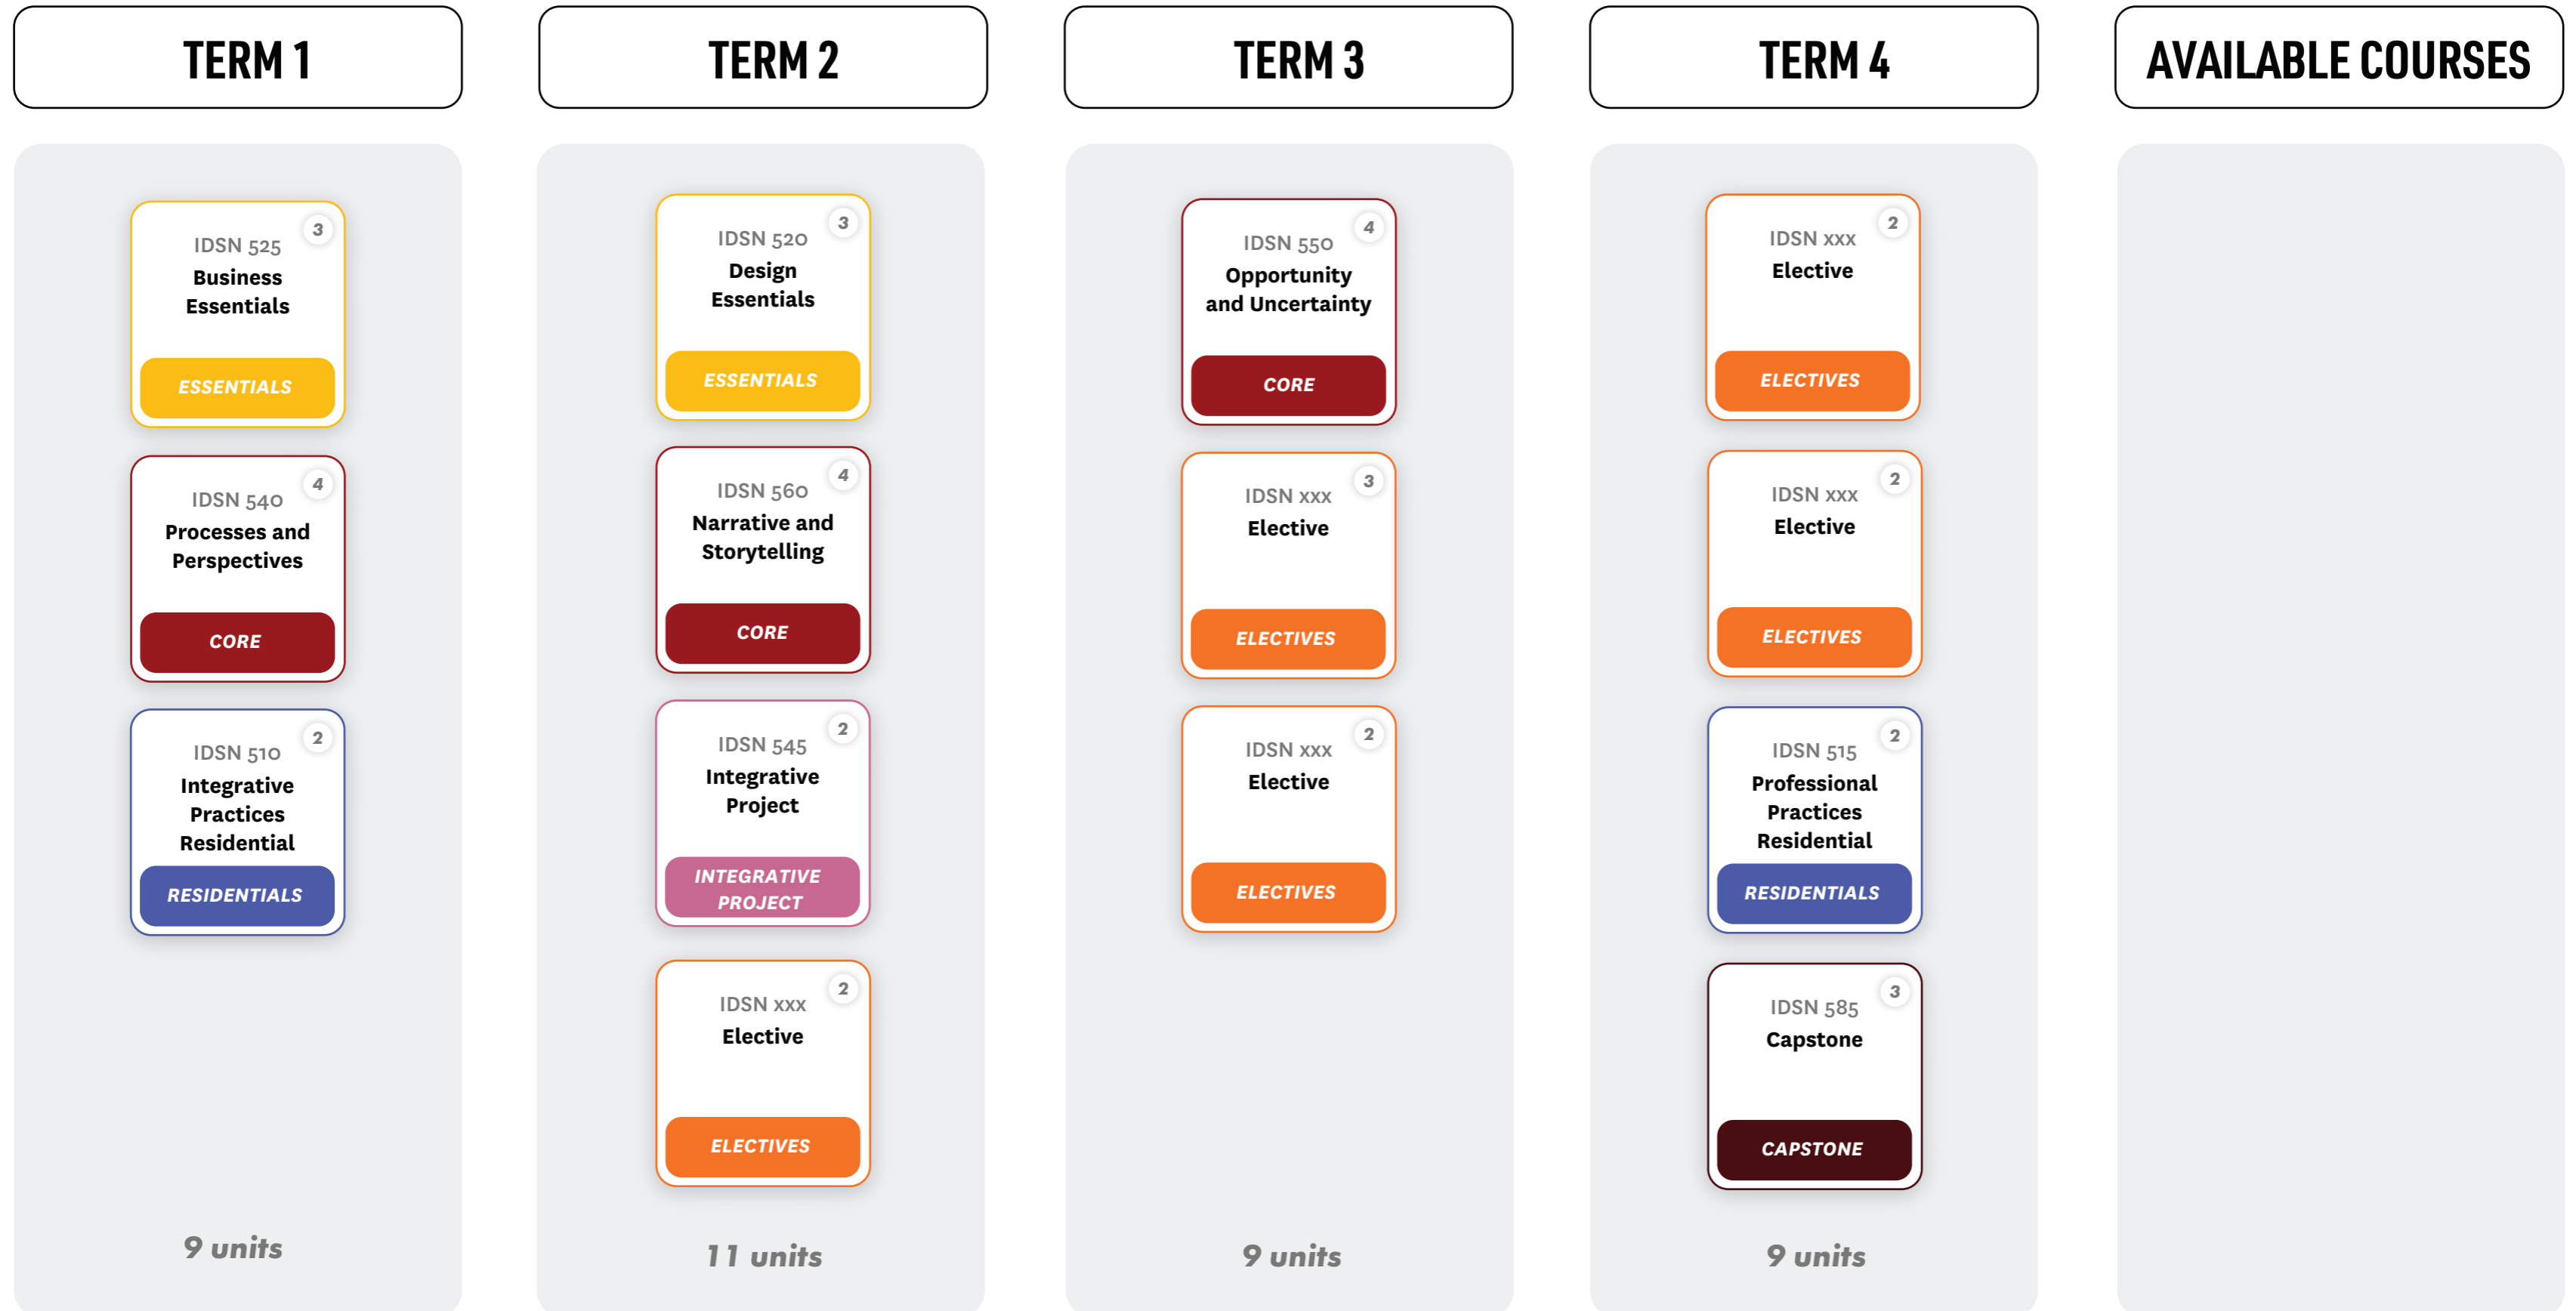 TERM 1
3
IDSN 525
Business
Essentials
ESSENTIALS
4
IDSN 540
Processes and
Perspectives
CORE
2
IDSN 510
Integrative
Practices
Residential
RESIDENTIALS
9 units
TERM 2
3
IDSN 520
Design
Essentials
ESSENTIALS
4
IDSN 560
Narrative and
Storytelling
CORE
2
IDSN 545
Integrative
Project
INTEGRATIVE
PROJECT
2
IDSN xxx
Elective
ELECTIVES
11 units
TERM 3
4
IDSN 550
Opportunity
and Uncertainty
CORE
3
IDSN xxx
Elective
ELECTIVES
2
IDSN xxx
Elective
ELECTIVES
9 units
TERM 4
2
IDSN xxx
Elective
ELECTIVES
2
IDSN xxx
Elective
ELECTIVES
2
IDSN 515
Professional
Practices
Residential
RESIDENTIALS
3
IDSN 585
Capstone
CAPSTONE
9 units
AVAILABLE COURSES